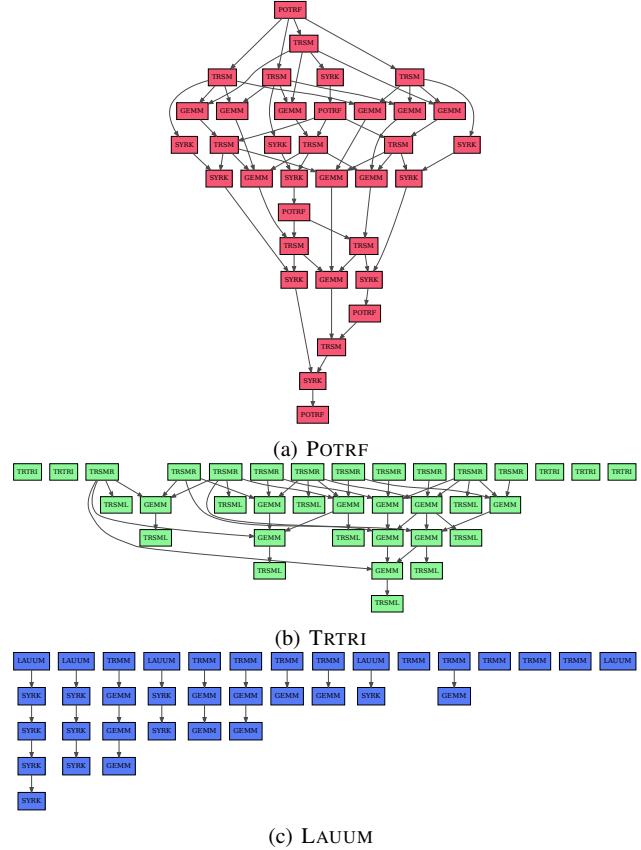 POTRF
TRSM
TRSM TRSM SYRK TRSM
GEMM GEMM GEMM POTRF GEMM GEMM GEMM
SYRK TRSM SYRK TRSM TRSM SYRK
SYRK GEMM SYRK GEMM GEMM SYRK
POTRF
TRSM TRSM
SYRK GEMM SYRK
POTRF
TRSM
SYRK
POTRF
(a) POTRF
TRTRI TRTRI TRSMR TRSMR TRSMR TRSMR TRSMR TRSMR TRSMR TRSMR TRSMR TRSMR TRTRI TRTRI TRTRI
TRSML GEMM TRSML GEMM TRSML GEMM GEMM GEMM TRSML GEMM
TRSML GEMM TRSML GEMM GEMM TRSML
TRSML GEMM TRSML
TRSML
(b) TRTRI
LAUUM LAUUM TRMM LAUUM TRMM TRMM TRMM TRMM LAUUM TRMM TRMM TRMM TRMM TRMM LAUUM
SYRK SYRK GEMM SYRK GEMM GEMM GEMM GEMM SYRK GEMM
SYRK SYRK GEMM SYRK GEMM GEMM
SYRK SYRK GEMM
SYRK
(c) LAUUM